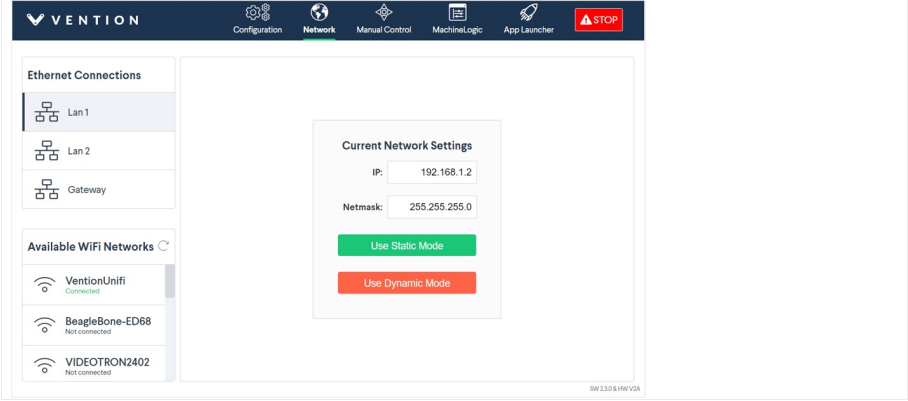 VENTION
Configuration
Network
Manual Control
MachineLogic
App Launcher
STOP
Ethernet Connections
Lan 1
Lan 2
Gateway
Current Network Settings
IP: 192.168.1.2
Netmask: 255.255.255.0
Use Static Mode
Use Dynamic Mode
Available WiFi Networks
VentionUnifi
Connected
BeagleBone-ED68
Not connected
VIDEOTRON2402
Not connected
SW 2.3.0 & HW V2A